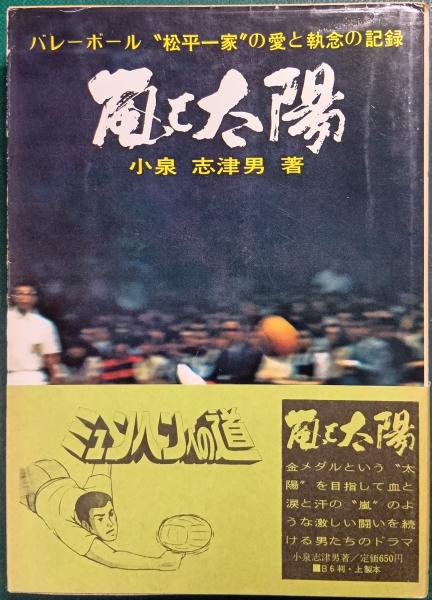 バレーボール〝松平一家〟の愛と執念の記録
嵐と太陽
小泉 志津男 著
ミュンヘンへの道
嵐と太陽
金メダルという〝太
陽〟を目指して血と
涙と汗の〝嵐〟のよ
うな激しい闘いを続
ける男たちのドラマ
小泉志津男著／定価650円
■B6判・上製本